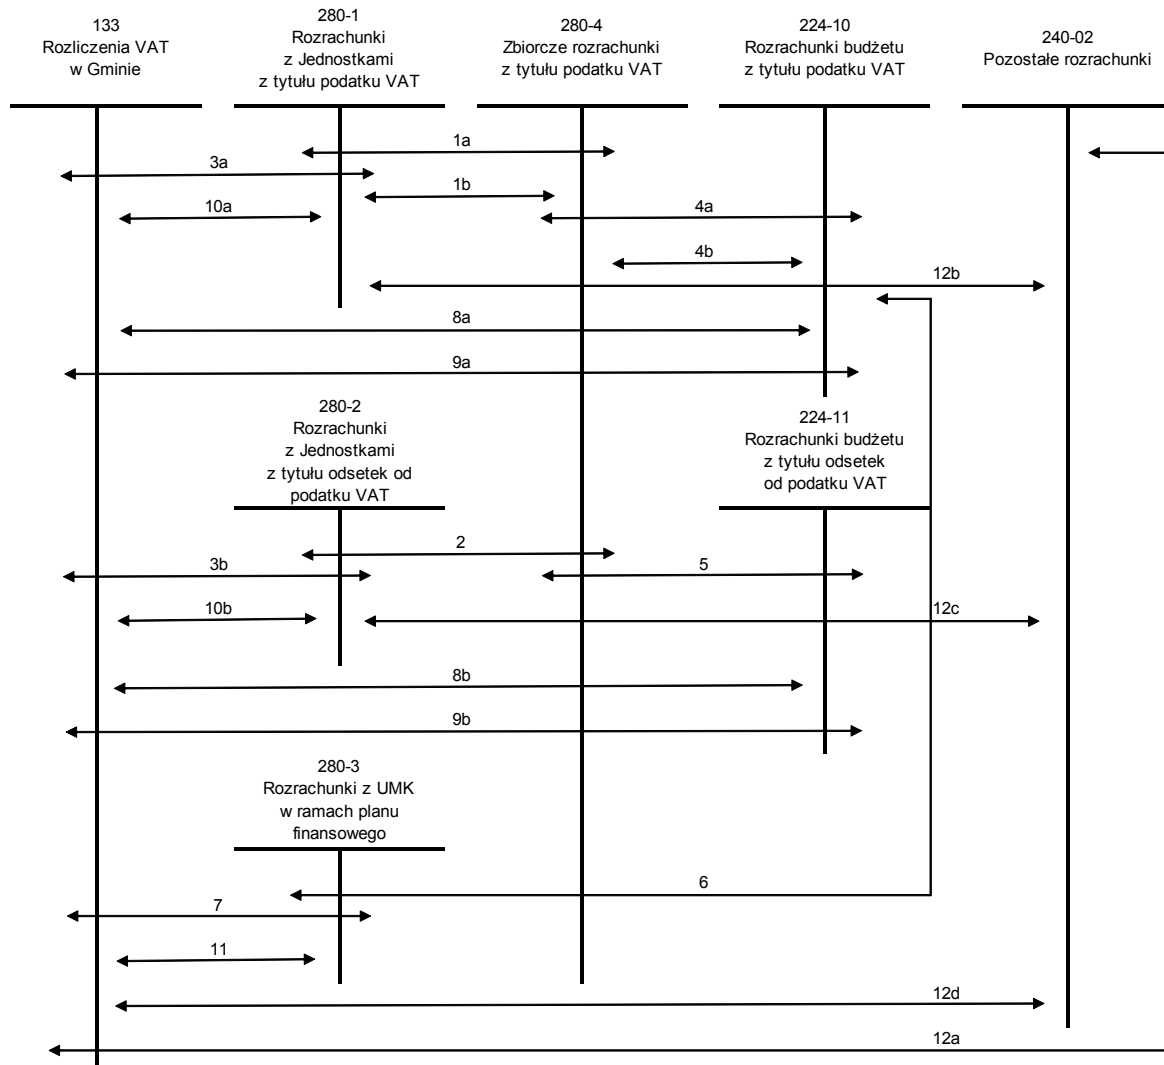 133
Rozliczenia VAT
w Gminie
280-1
Rozrachunki
z Jednostkami
z tytułu podatku VAT
280-4
Zbiorcze rozrachunki
z tytułu podatku VAT
224-10
Rozrachunki budżetu
z tytułu podatku VAT
240-02
Pozostałe rozrachunki
1a
3a
1b
10a
4a
4b
12b
8a
9a
280-2
Rozrachunki
z Jednostkami
z tytułu odsetek od
podatku VAT
224-11
Rozrachunki budżetu
z tytułu odsetek
od podatku VAT
2
3b
5
10b
12c
8b
9b
280-3
Rozrachunki z UMK
w ramach planu
finansowego
6
7
11
12d
12a